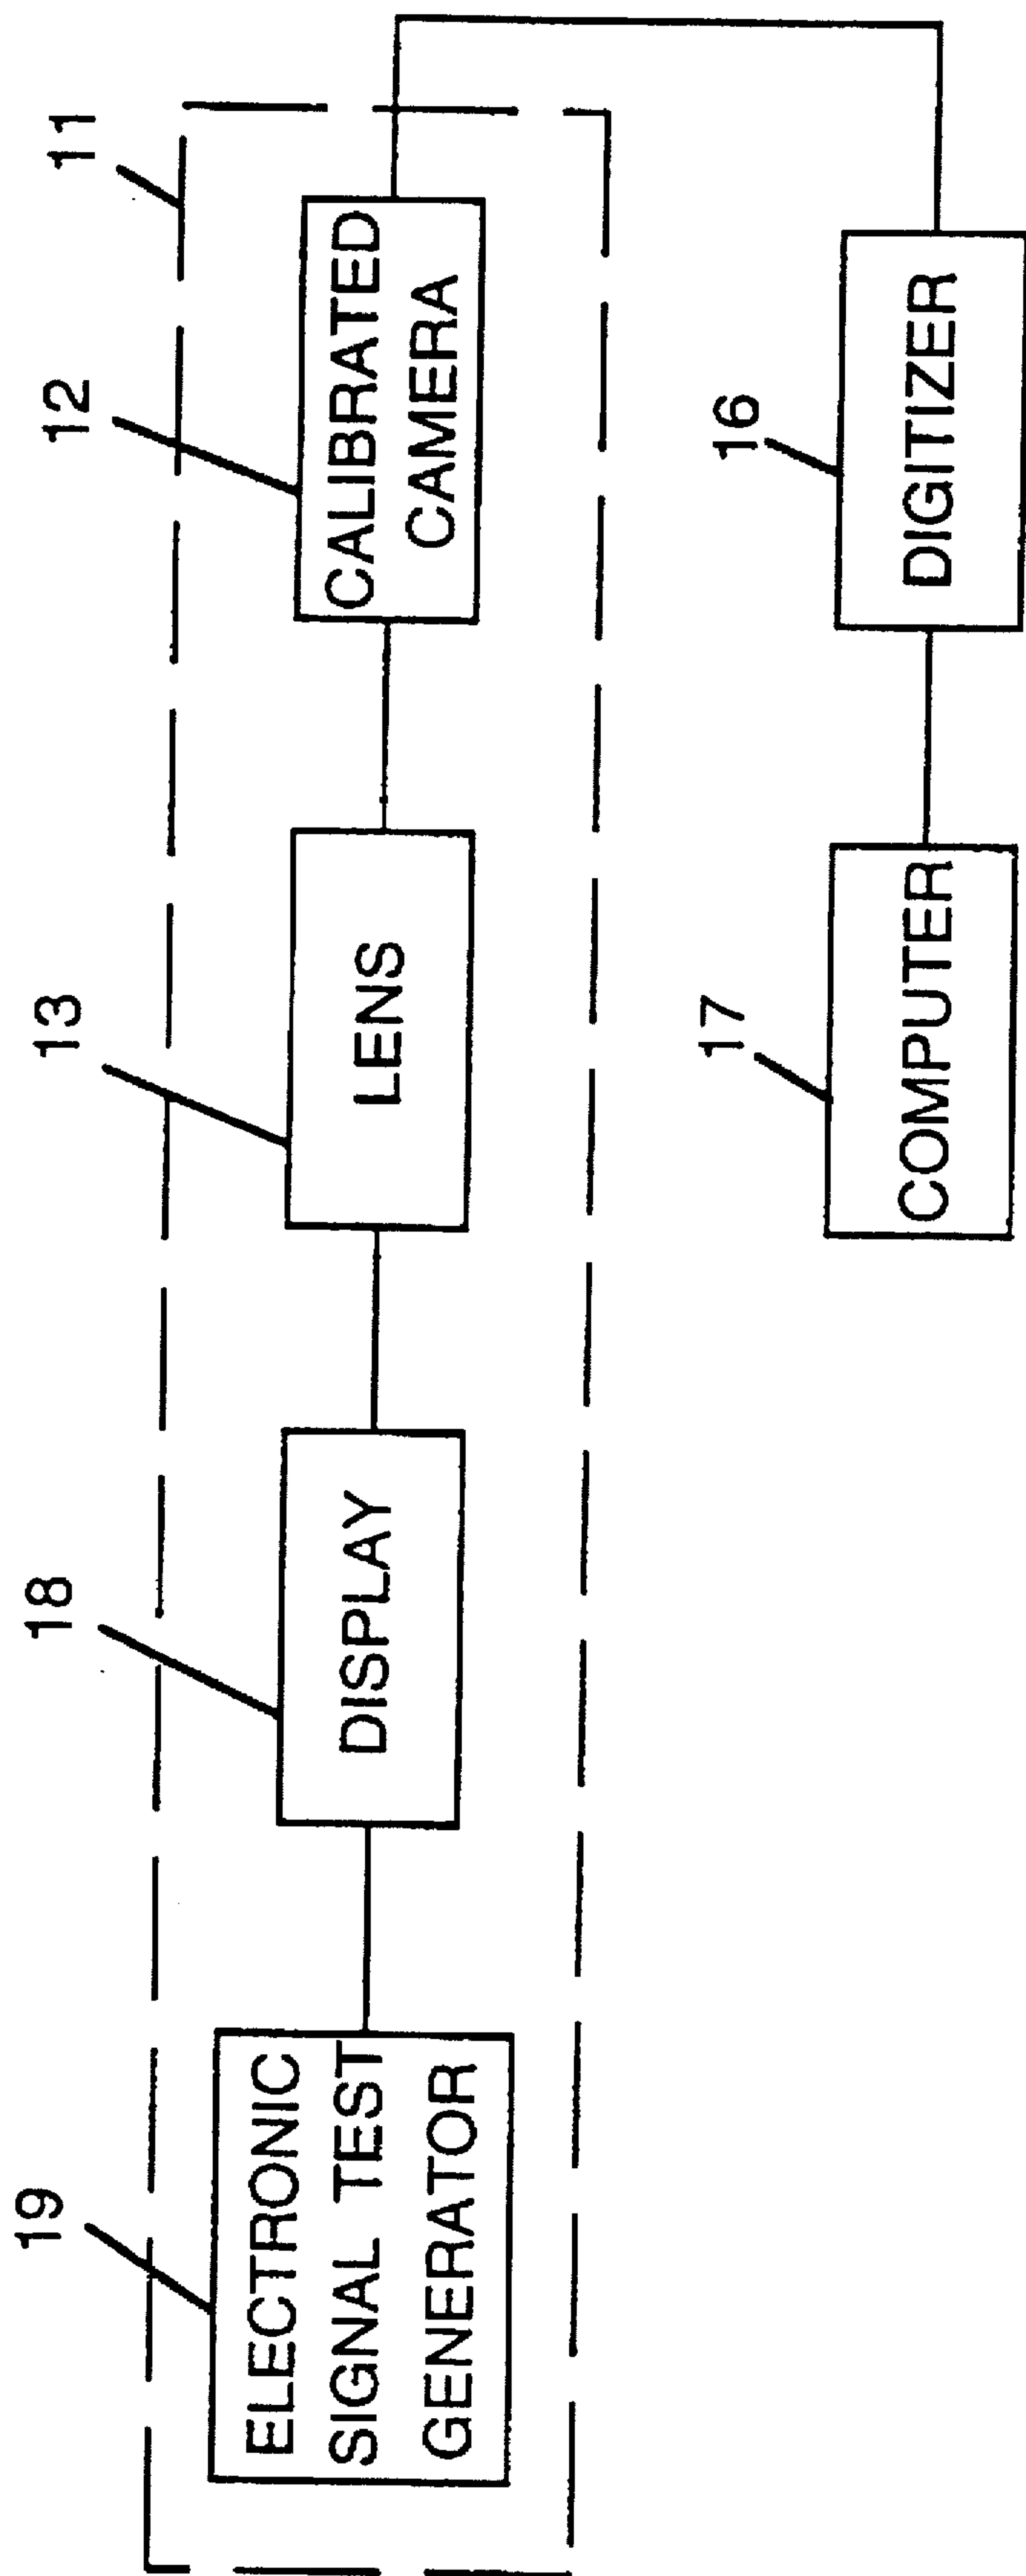 11
19
18
13
12
ELECTRONIC
SIGNAL TEST
GENERATOR
DISPLAY
LENS
CALIBRATED
CAMERA
17
16
COMPUTER
DIGITIZER